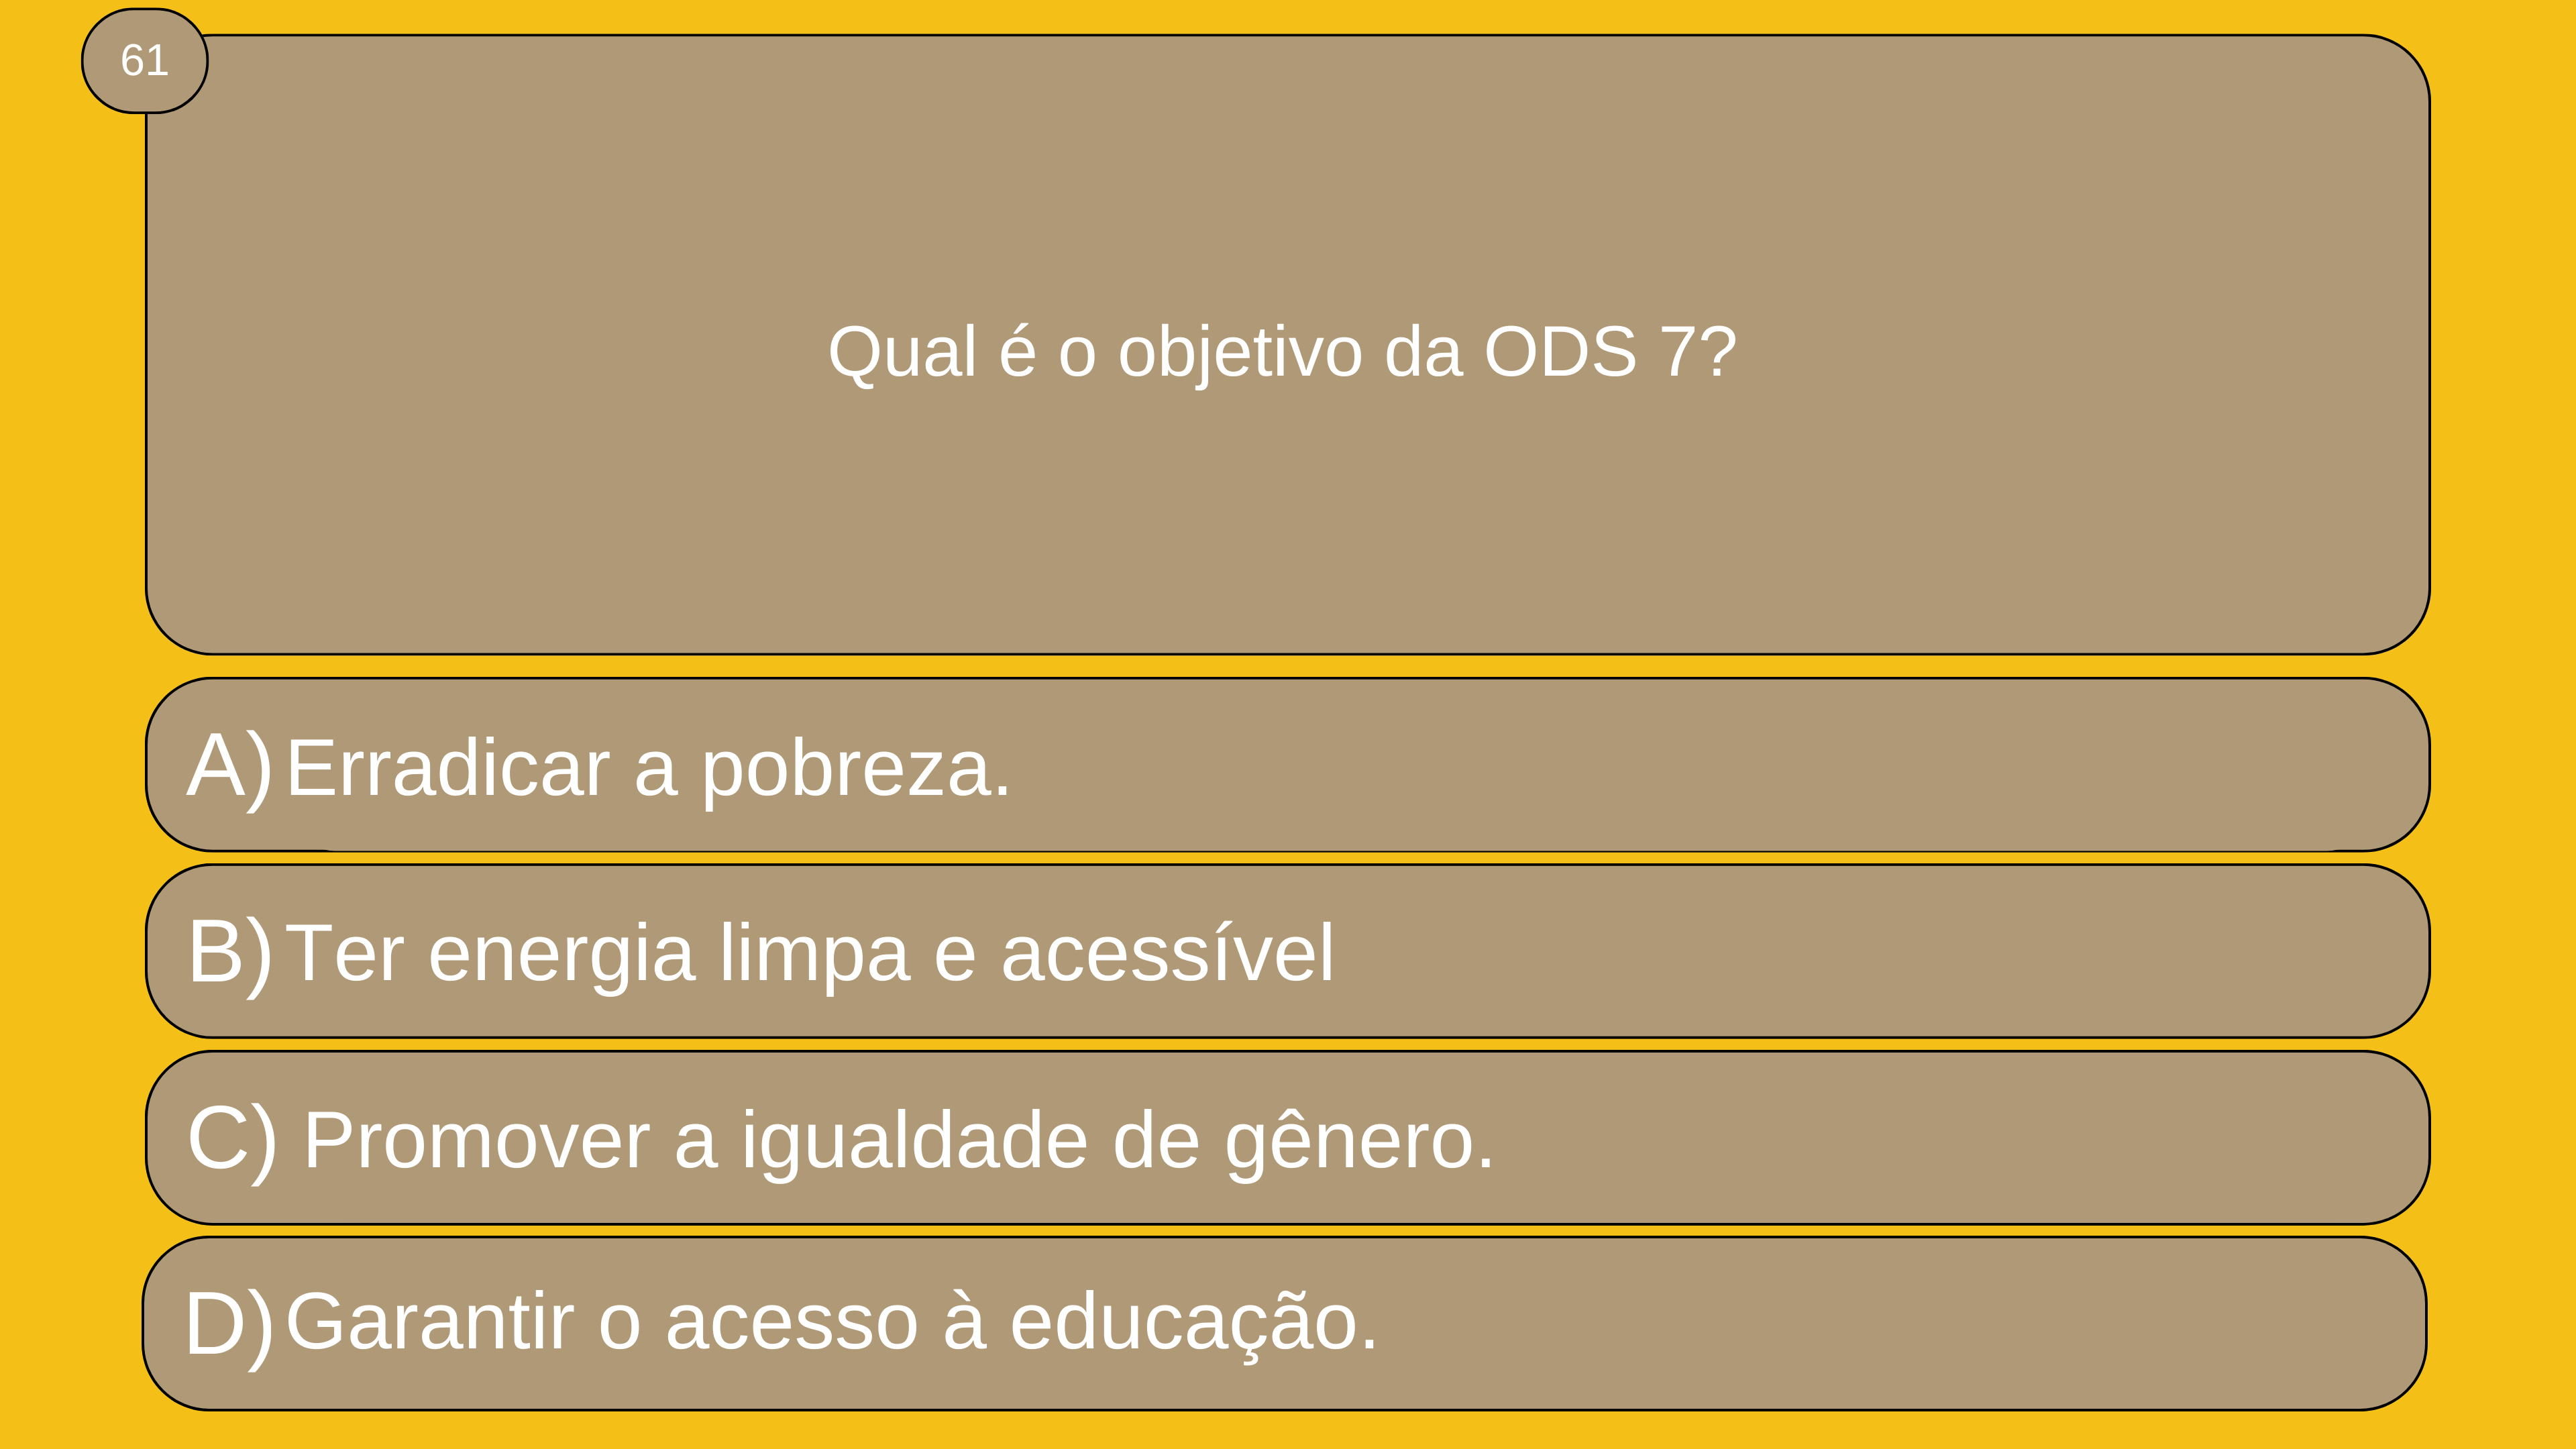 61
Qual é o objetivo da ODS 7?
A) Erradicar a pobreza.
B) Ter energia limpa e acessível
C) Promover a igualdade de gênero.
D) Garantir o acesso à educação.